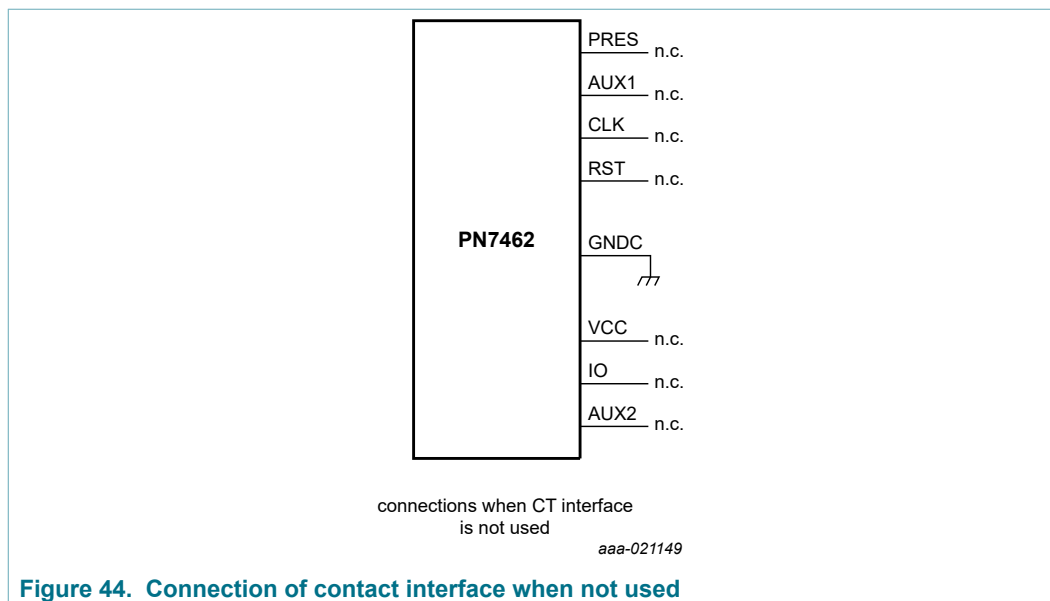 PRES
n.c.
AUX1
n.c.
CLK
n.c.
RST
n.c.
PN7462
GNDC
VCC
n.c.
IO
n.c.
AUX2
n.c.
connections when CT interface
is not used
aaa-021149
Figure 44. Connection of contact interface when not used